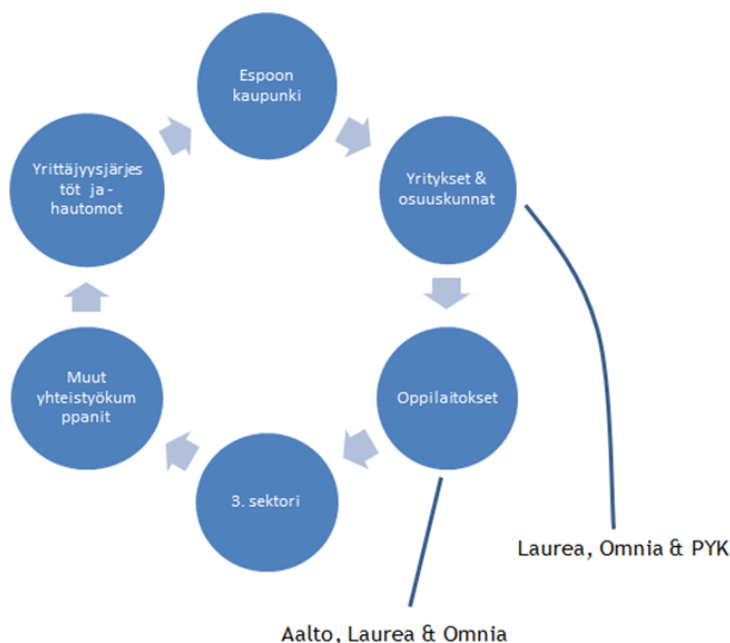 Espoon
kaupunki
Yritykset &
osuuskunnat
Oppilaitokset
3. sektori
Muut
yhteistyökum
ppanit
Yrittäjyysjärjes
töt ja -
hautomot
Laurea, Omnia & PYK
Aalto, Laurea & Omnia